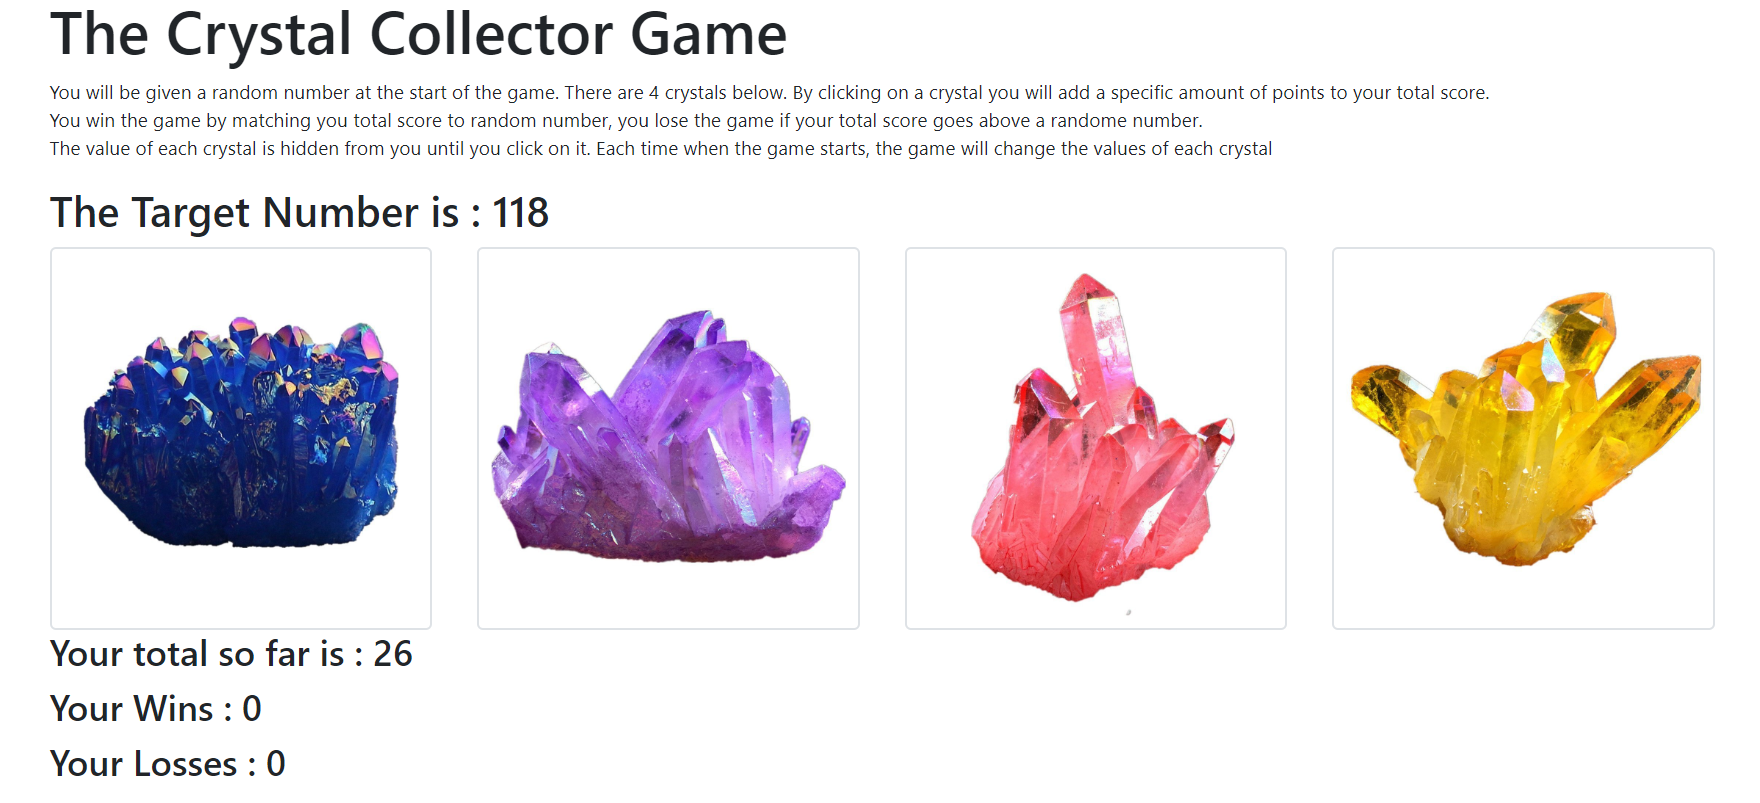 The Crystal Collector Game
You will be given a random number at the start of the game. There are 4 crystals below. By clicking on a crystal you will add a specific amount of points to your total score.
You win the game by matching you total score to random number, you lose the game if your total score goes above a randome number.
The value of each crystal is hidden from you until you click on it. Each time when the game starts, the game will change the values of each crystal
The Target Number is : 118
Your total so far is : 26
Your Wins : 0
Your Losses : 0